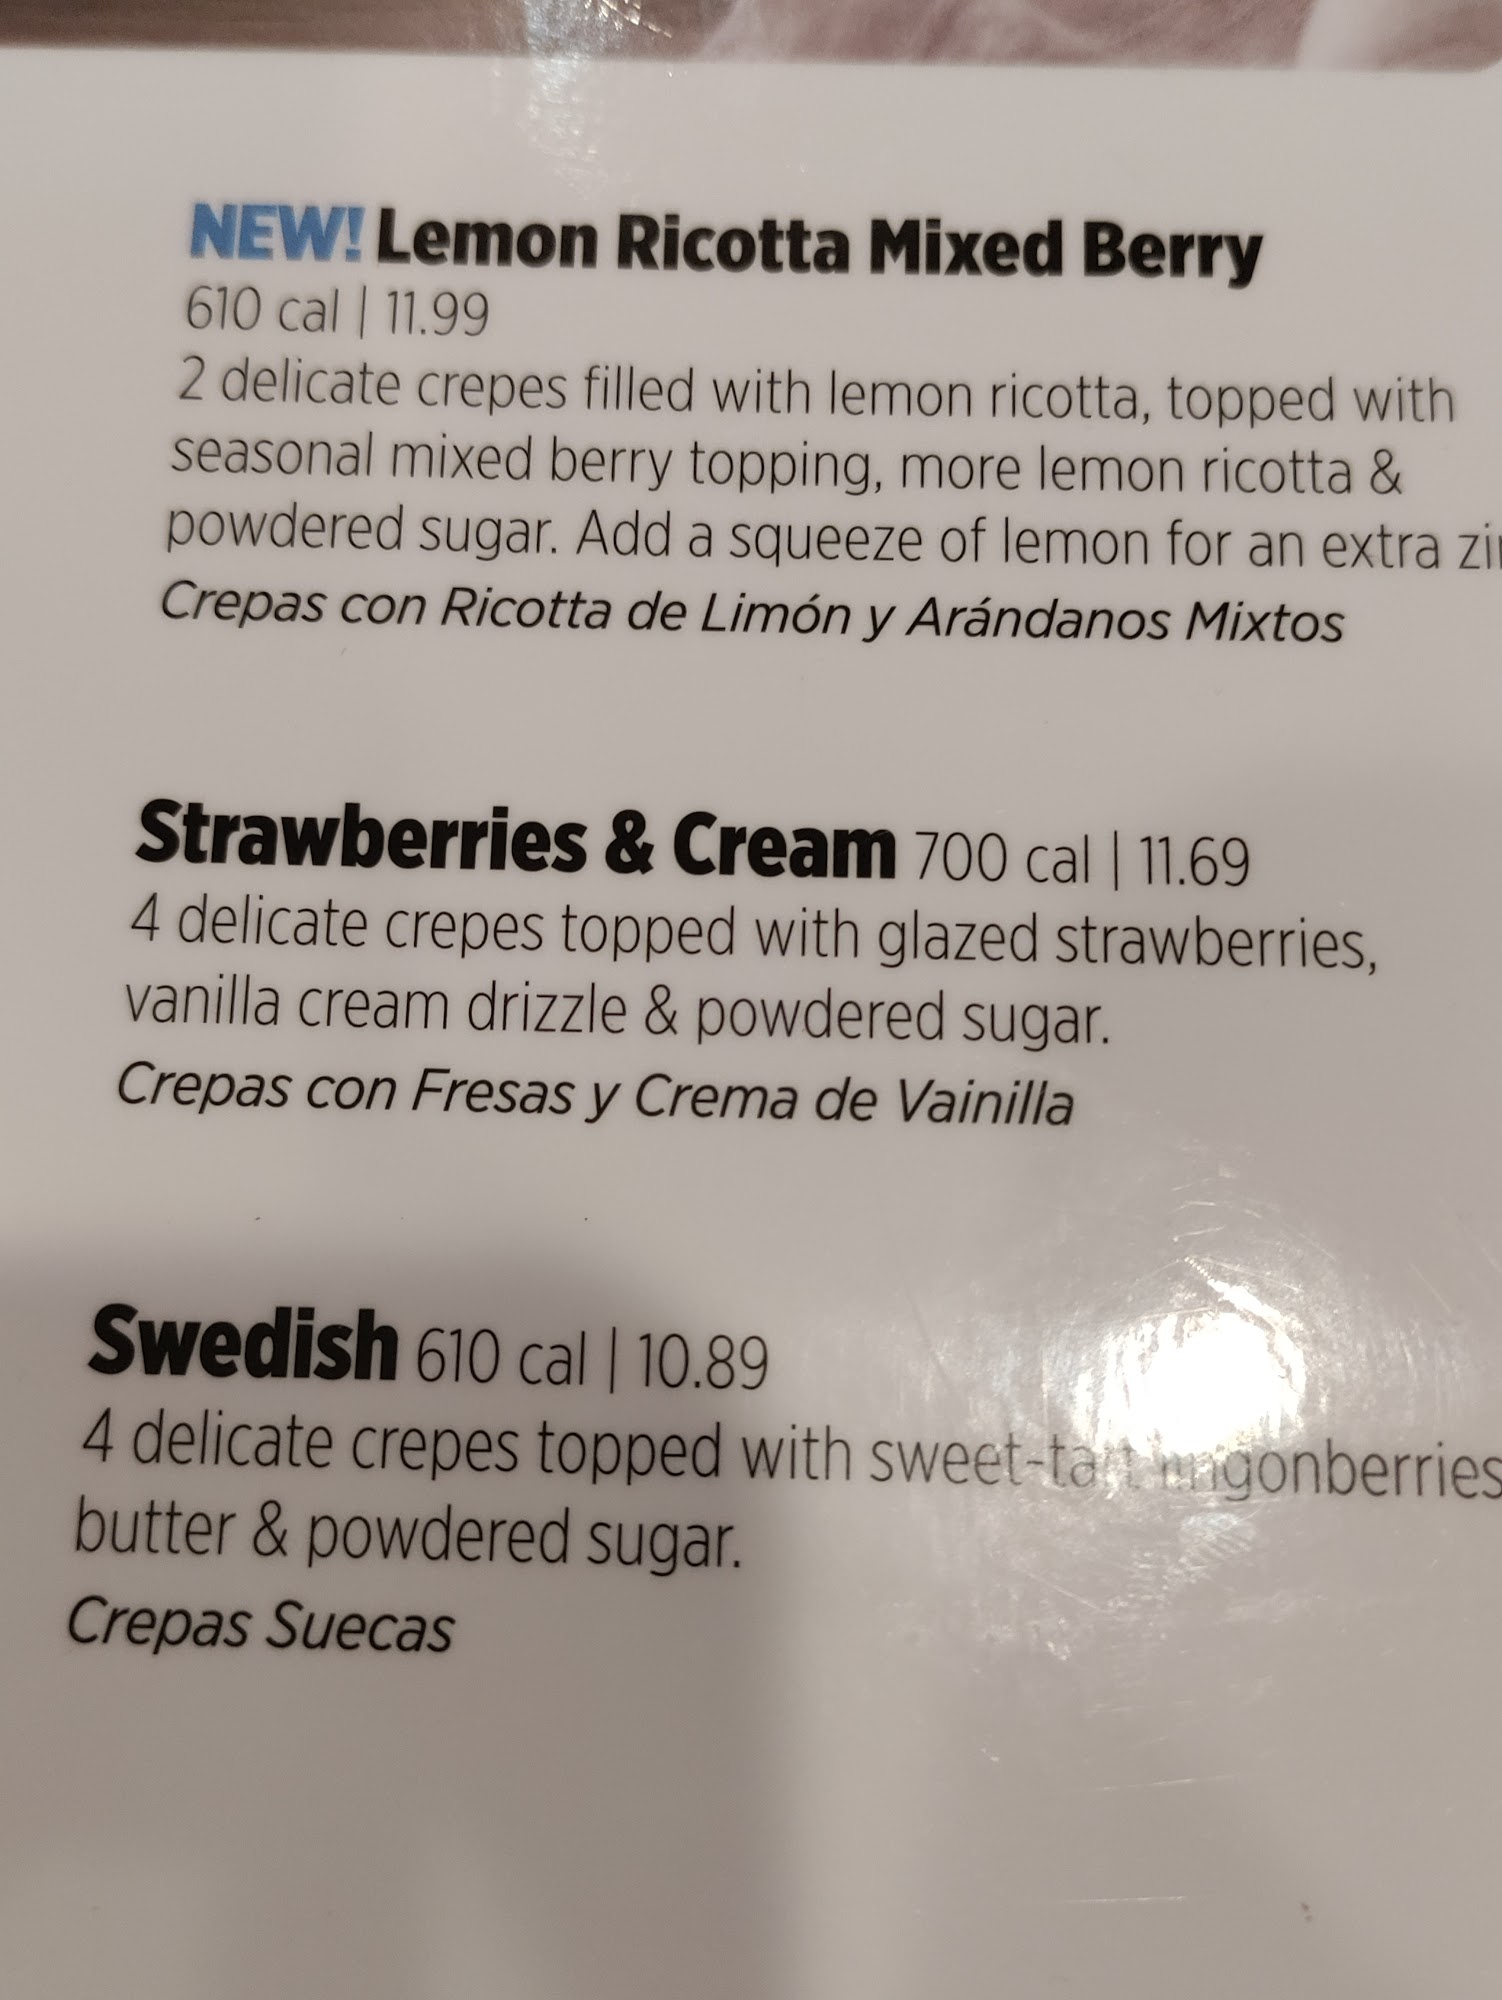 NEW! Lemon Ricotta Mixed Berry
610 cal | 11.99
2 delicate crepes filled with lemon ricotta, topped with
seasonal mixed berry topping, more lemon ricotta &
powdered sugar. Add a squeeze of lemon for an extra
Crepas con Ricotta de Limón y Arándanos Mixtos
Strawberries & Cream 700 cal | 11.69
4 delicate crepes topped with glazed strawberries,
vanilla cream drizzle & powdered sugar.
Crepas con Fresas y Crema de Vainilla
Swedish 610 cal | 10.89
4 delicate crepes topped with sweet-tart lingonberries
butter & powdered sugar.
Crepas Suecas